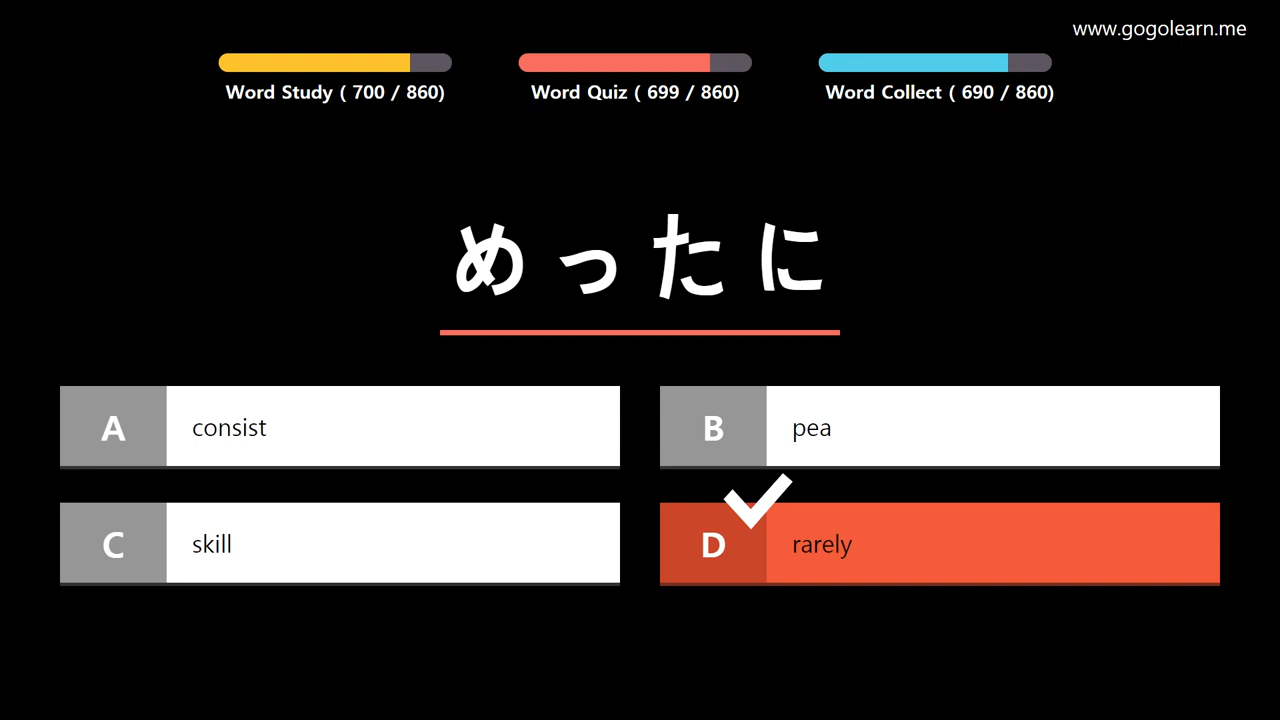 www.gogolearn.me
Word Study ( 700 / 860)
Word Quiz ( 699 / 860)
Word Collect ( 690 / 860)
めったに
A consist
B pea
C skill
D rarely